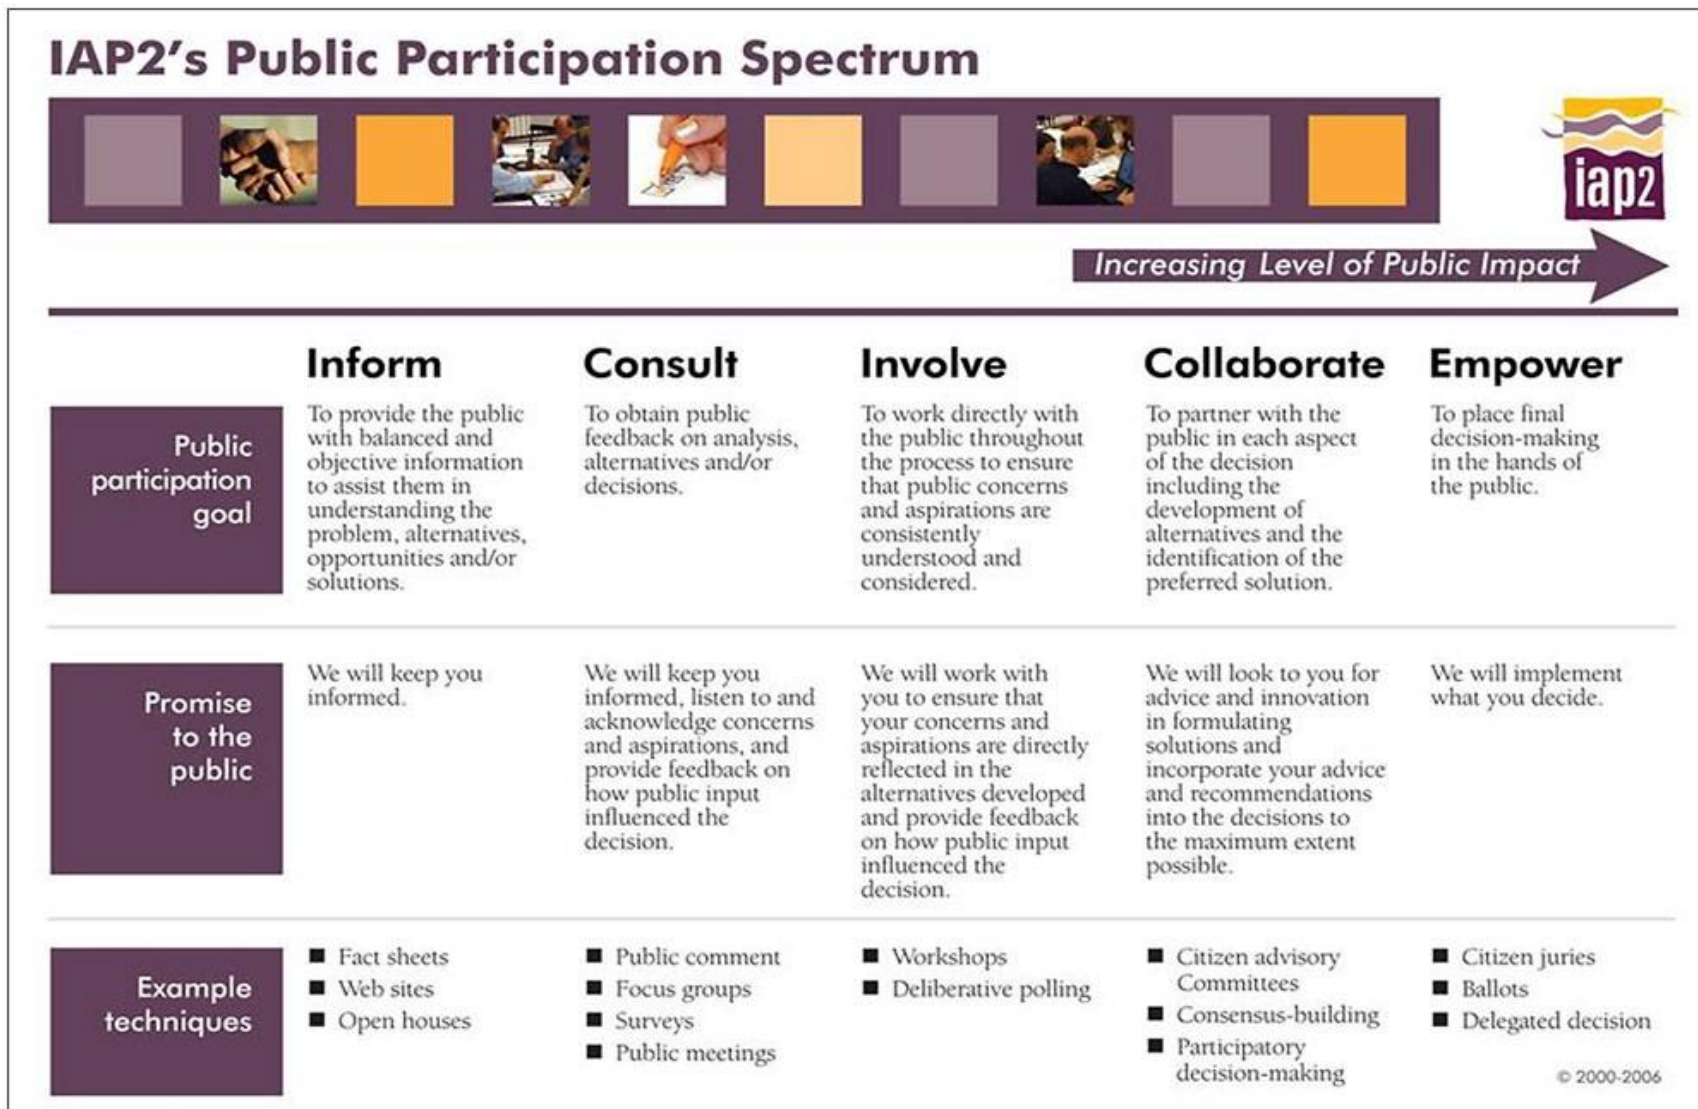 IAP2's Public Participation Spectrum
iap2
Increasing Level of Public Impact
Inform
Consult
Involve
Collaborate
Empower
Public
participation
goal
To provide the public
with balanced and
objective information
to assist them in
understanding the
problem, alternatives,
opportunities and/or
solutions.
To obtain public
feedback on analysis,
alternatives and/or
decisions.
To work directly with
the public throughout
the process to ensure
that public concerns
and aspirations are
consistently
understood and
considered.
To partner with the
public in each aspect
of the decision
including the
development of
alternatives and the
identification of the
preferred solution.
To place final
decision-making
in the hands of
the public.
Promise
to the
public
We will keep you
informed.
We will keep you
informed, listen to and
acknowledge concerns
and aspirations, and
provide feedback on
how public input
influenced the
decision.
We will work with
you to ensure that
your concerns and
aspirations are directly
reflected in the
alternatives developed
and provide feedback
on how public input
influenced the
decision.
We will look to you for
advice and innovation
in formulating
solutions and
incorporate your advice
and recommendations
into the decisions to
the maximum extent
possible.
We will implement
what you decide.
Example
techniques
■ Fact sheets
■ Web sites
■ Open houses
■ Public comment
■ Focus groups
■ Surveys
■ Public meetings
■ Workshops
■ Deliberative polling
■ Citizen advisory
Committees
■ Consensus-building
■ Participatory
decision-making
■ Citizen juries
■ Ballots
■ Delegated decision
© 2000-2006